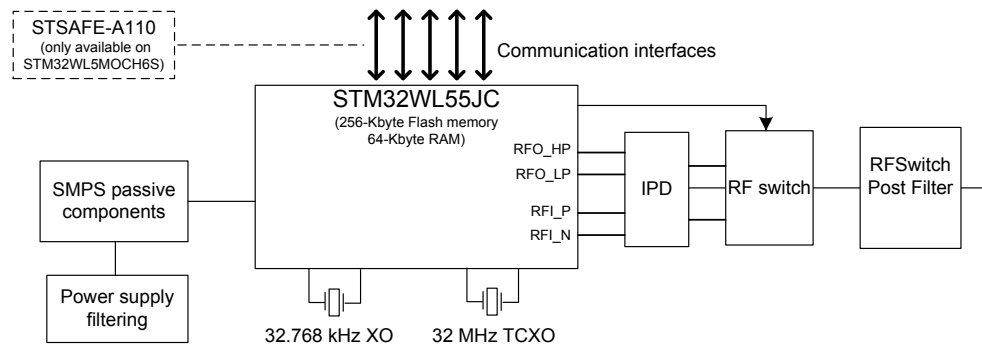 STSAFE-A110
(only available on
STM32WL5MOCH6S)
Communication interfaces
STM32WL55JC
(256-Kbyte Flash memory
64-Kbyte RAM)
RFO_HP
RFO_LP
RFI_P
RFI_N
IPD
RF switch
RFSwitch
Post Filter
SMPS passive
components
Power supply
filtering
32.768 kHz XO
32 MHz TCXO